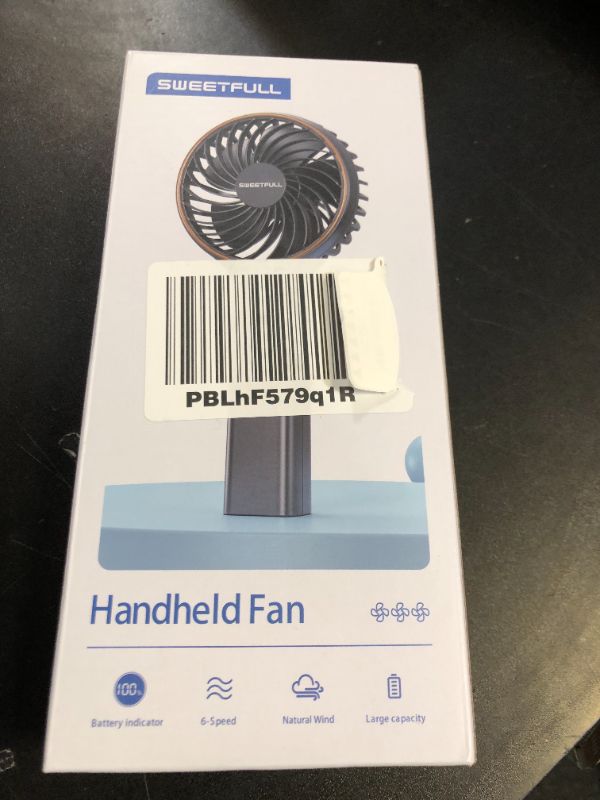 SWEETFULL
SWEETFULL
PBLhF579q1R
Handheld Fan
100%
Battery indicator
6-Speed
Natural Wind
Large capacity